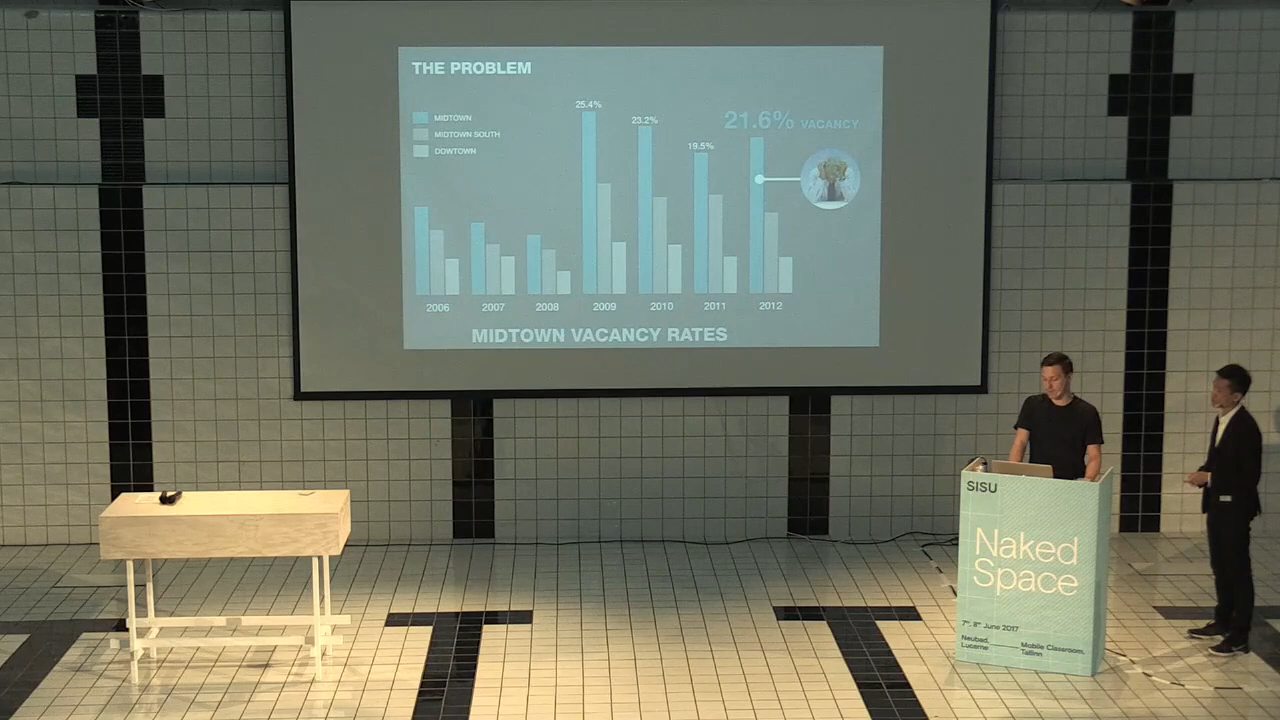 THE PROBLEM
MIDTOWN
MIDTOWN SOUTH
DOWTOWN
25.4%
23.2%
19.5%
21.6% VACANCY
2006 2007 2008 2009 2010 2011 2012
MIDTOWN VACANCY RATES
SISU
Naked
Space
7th, 8th June 2017
Neubad, Mobile Classroom,
Lucerne Tallinn